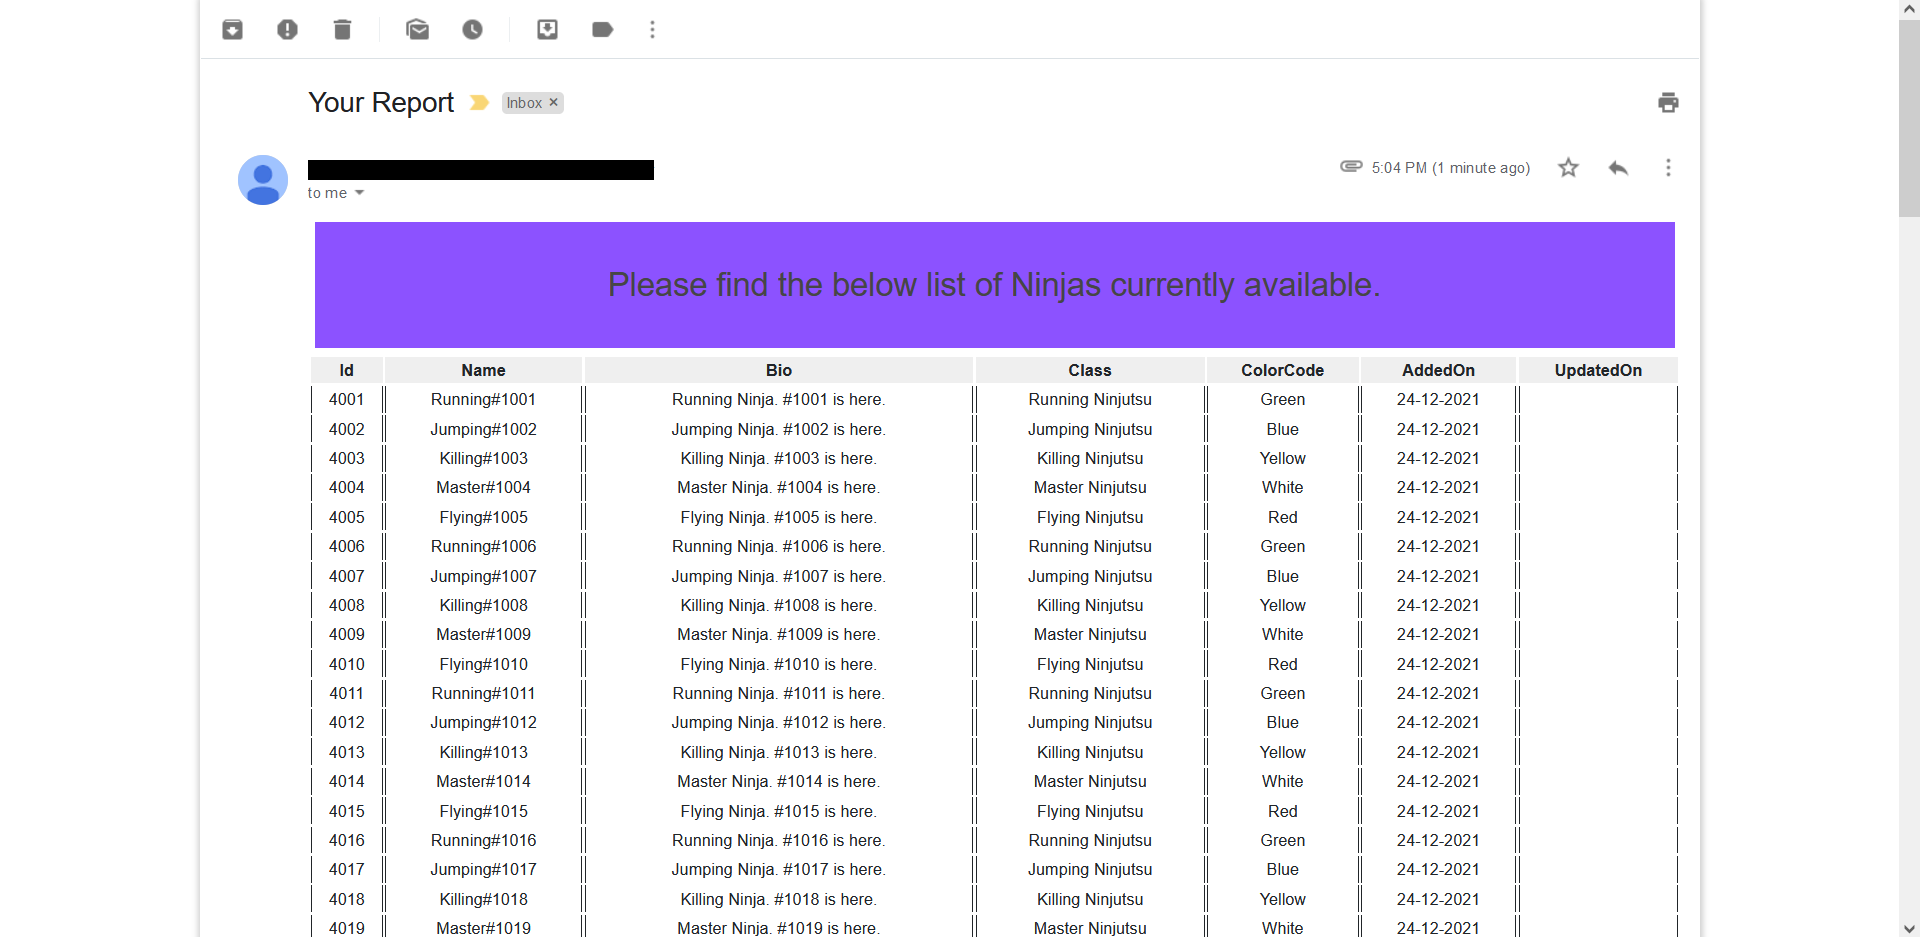 Your Report Inbox ×
5:04 PM (1 minute ago)
to me
Please find the below list of Ninjas currently available.
Id Name Bio Class ColorCode AddedOn UpdatedOn
4001 Running#1001 Running Ninja. #1001 is here. Running Ninjutsu Green 24-12-2021
4002 Jumping#1002 Jumping Ninja. #1002 is here. Jumping Ninjutsu Blue 24-12-2021
4003 Killing#1003 Killing Ninja. #1003 is here. Killing Ninjutsu Yellow 24-12-2021
4004 Master#1004 Master Ninja. #1004 is here. Master Ninjutsu White 24-12-2021
4005 Flying#1005 Flying Ninja. #1005 is here. Flying Ninjutsu Red 24-12-2021
4006 Running#1006 Running Ninja. #1006 is here. Running Ninjutsu Green 24-12-2021
4007 Jumping#1007 Jumping Ninja. #1007 is here. Jumping Ninjutsu Blue 24-12-2021
4008 Killing#1008 Killing Ninja. #1008 is here. Killing Ninjutsu Yellow 24-12-2021
4009 Master#1009 Master Ninja. #1009 is here. Master Ninjutsu White 24-12-2021
4010 Flying#1010 Flying Ninja. #1010 is here. Flying Ninjutsu Red 24-12-2021
4011 Running#1011 Running Ninja. #1011 is here. Running Ninjutsu Green 24-12-2021
4012 Jumping#1012 Jumping Ninja. #1012 is here. Jumping Ninjutsu Blue 24-12-2021
4013 Killing#1013 Killing Ninja. #1013 is here. Killing Ninjutsu Yellow 24-12-2021
4014 Master#1014 Master Ninja. #1014 is here. Master Ninjutsu White 24-12-2021
4015 Flying#1015 Flying Ninja. #1015 is here. Flying Ninjutsu Red 24-12-2021
4016 Running#1016 Running Ninja. #1016 is here. Running Ninjutsu Green 24-12-2021
4017 Jumping#1017 Jumping Ninja. #1017 is here. Jumping Ninjutsu Blue 24-12-2021
4018 Killing#1018 Killing Ninja. #1018 is here. Killing Ninjutsu Yellow 24-12-2021
4019 Master#1019 Master Ninja. #1019 is here. Master Ninjutsu White 24-12-2021